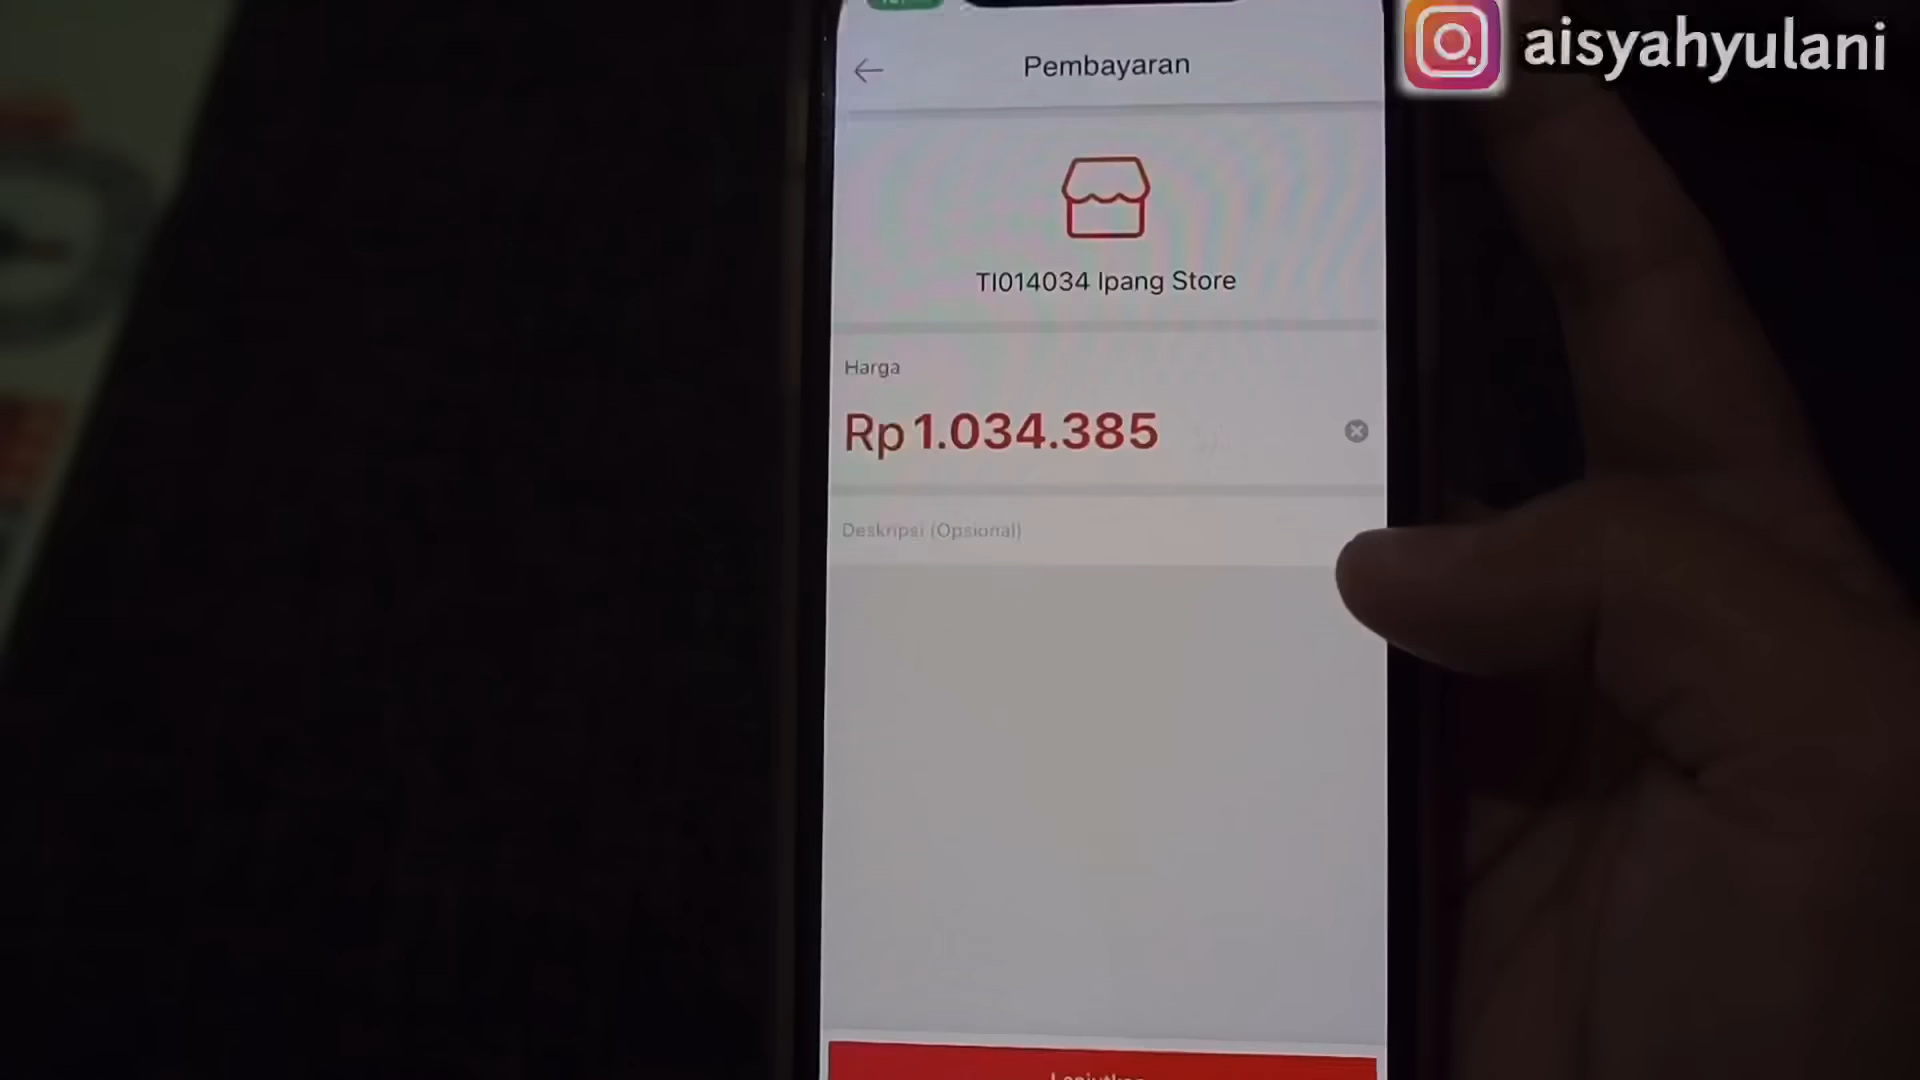 aisyahyulani
Pembayaran
TI014034 Ipang Store
Harga
Rp 1.034.385
Deskripsi (Opsional)